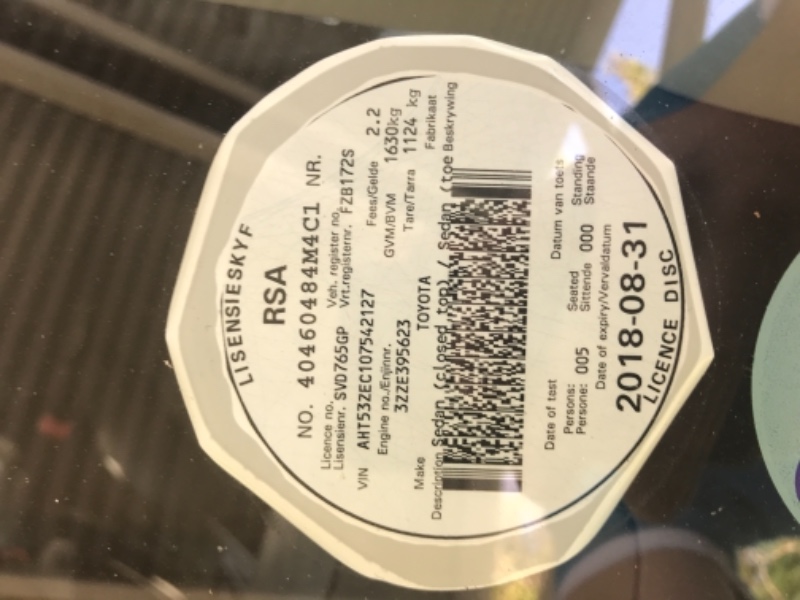 LISENSIESKYF
RSA
NO. 40460484M4C1 NR.
Licence no. Veh. register no.
Lisensienr. SVD765GP Vrt.registernr. FZB172S
VIN AHT53ZEC107542127 Fees/Gelde 2.2
Engine no./Enjinnr. GVM/BVM 1630kg
3ZZE395623 Tare/Tarra 1124 kg
Make TOYOTA Fabrikaat
Description Sedan (closed top) / Sedan (toe Beskrywing
Date of test Datum van toets
Persons: Seated Standing
Persone: 005 Sittende 000 Staande
Date of expiry/Vervaldatum
2018-08-31
LICENCE DISC